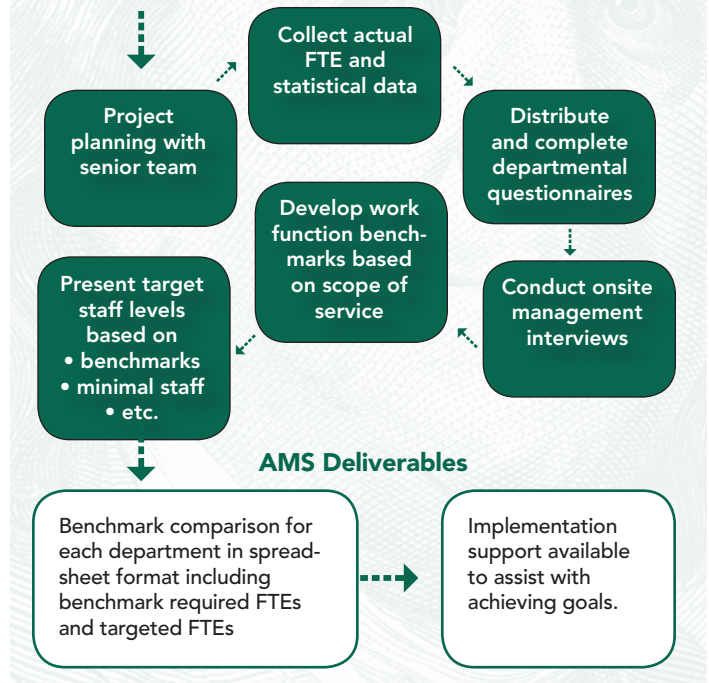 Project
planning with
senior team
Collect actual
FTE and
statistical data
Distribute
and complete
departmental
questionnaires
Conduct onsite
management
interviews
Develop work
function bench-
marks based
on scope of
service
Present target
staff levels
based on
• benchmarks
• minimal staff
• etc.
AMS Deliverables
Benchmark comparison for
each department in spread-
sheet format including
benchmark required FTEs
and targeted FTEs
Implementation
support available
to assist with
achieving goals.